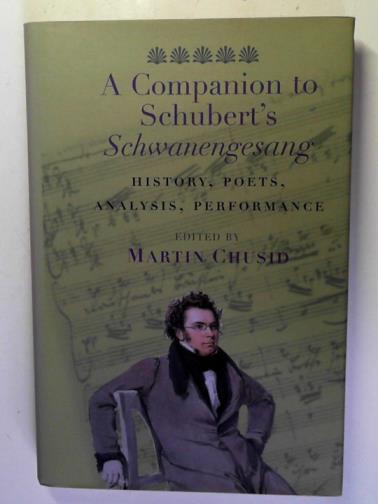 A Companion to
Schubert's
Schwanengesang
HISTORY, POETS,
ANALYSIS, PERFORMANCE
EDITED BY
MARTIN CHUSID